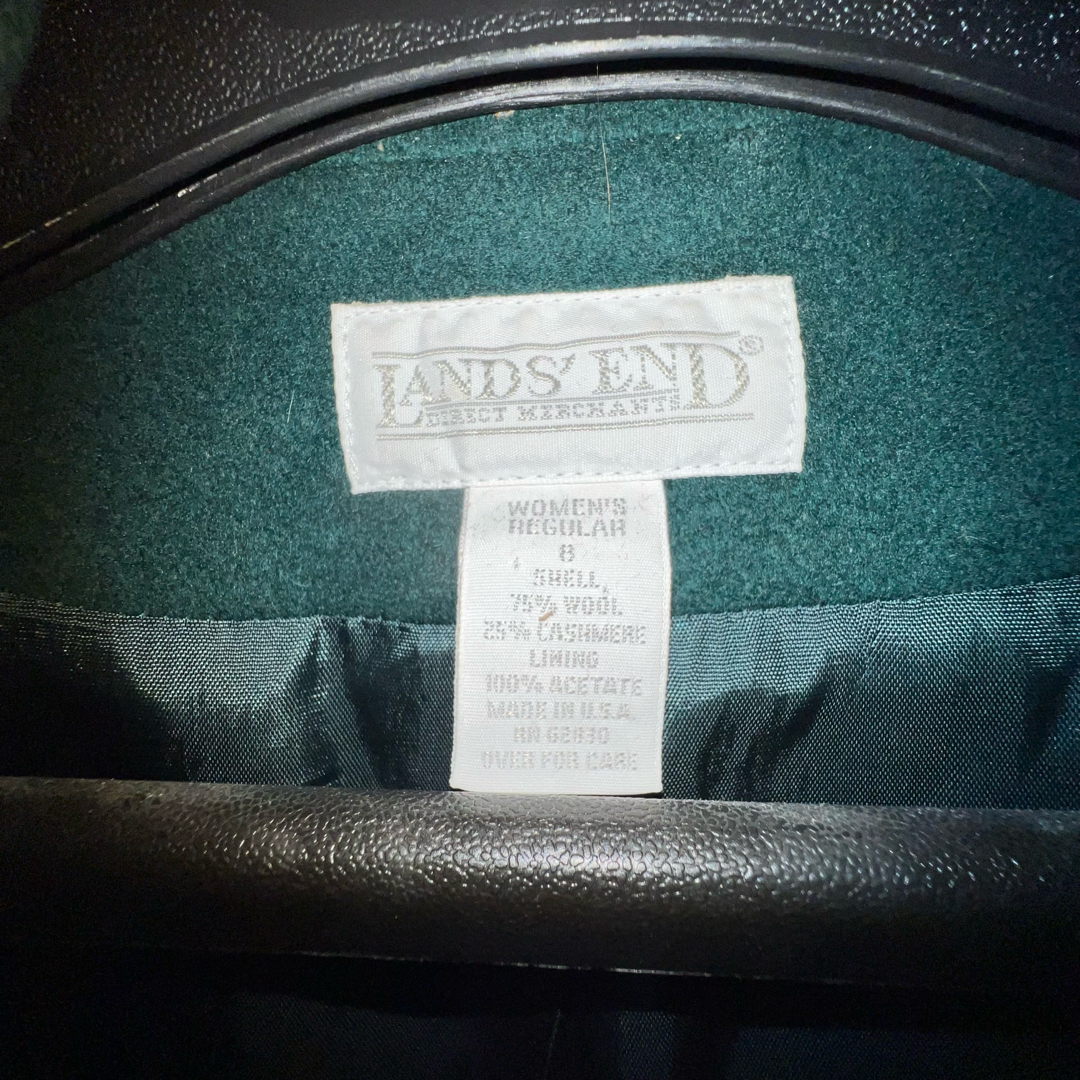 LANDS' END®
DIRECT MERCHANTS
WOMEN'S
REGULAR
8
SHELL,
75% WOOL
25% CASHMERE
LINING
100% ACETATE
MADE IN U.S.A.
RN 62830
OVER FOR CARE